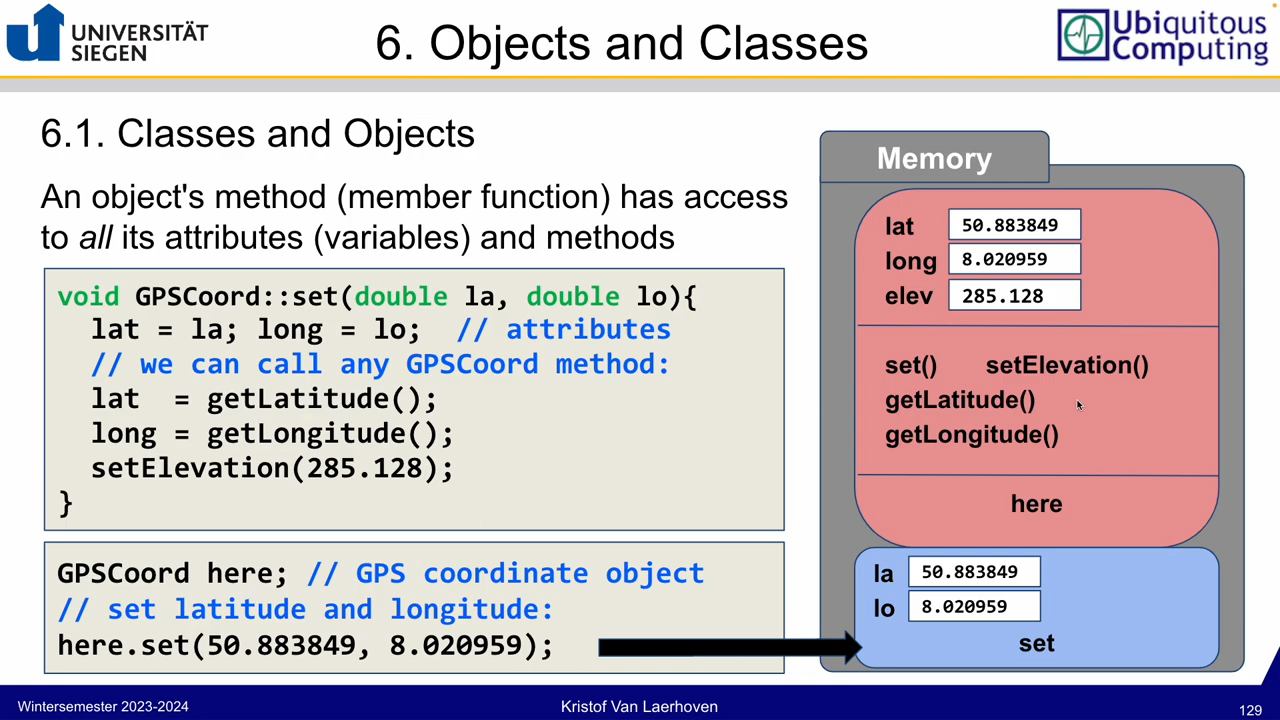 UNIVERSITÄT
SIEGEN
6. Objects and Classes
Ubiquitous
Computing
6.1. Classes and Objects
An object's method (member function) has access
to all its attributes (variables) and methods
void GPSCoord::set(double la, double lo){
  lat = la; long = lo;  // attributes
  // we can call any GPSCoord method:
  lat  = getLatitude();
  long = getLongitude();
  setElevation(285.128);
}
GPSCoord here; // GPS coordinate object
// set latitude and longitude:
here.set(50.883849, 8.020959);
Memory
lat 50.883849
long 8.020959
elev 285.128
set() setElevation()
getLatitude()
getLongitude()
here
la 50.883849
lo 8.020959
set
Wintersemester 2023-2024
Kristof Van Laerhoven
129